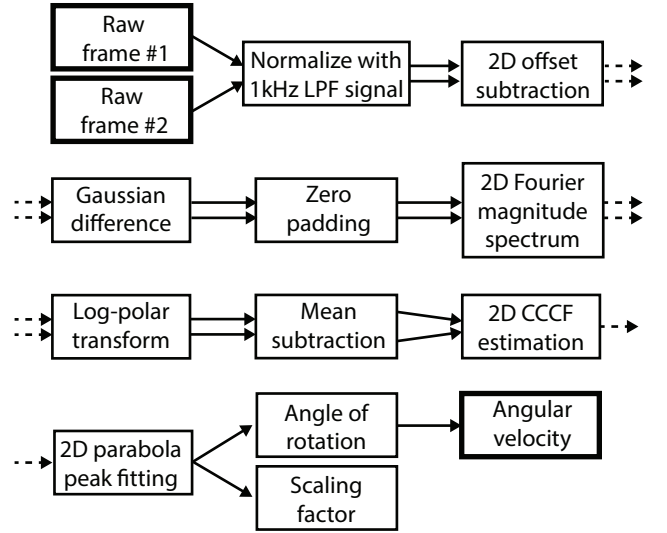 Raw
frame #1
Raw
frame #2
Normalize with
1kHz LPF signal
2D offset
subtraction
Gaussian
difference
Zero
padding
2D Fourier
magnitude
spectrum
Log-polar
transform
Mean
subtraction
2D CCCF
estimation
2D parabola
peak fitting
Angle of
rotation
Scaling
factor
Angular
velocity